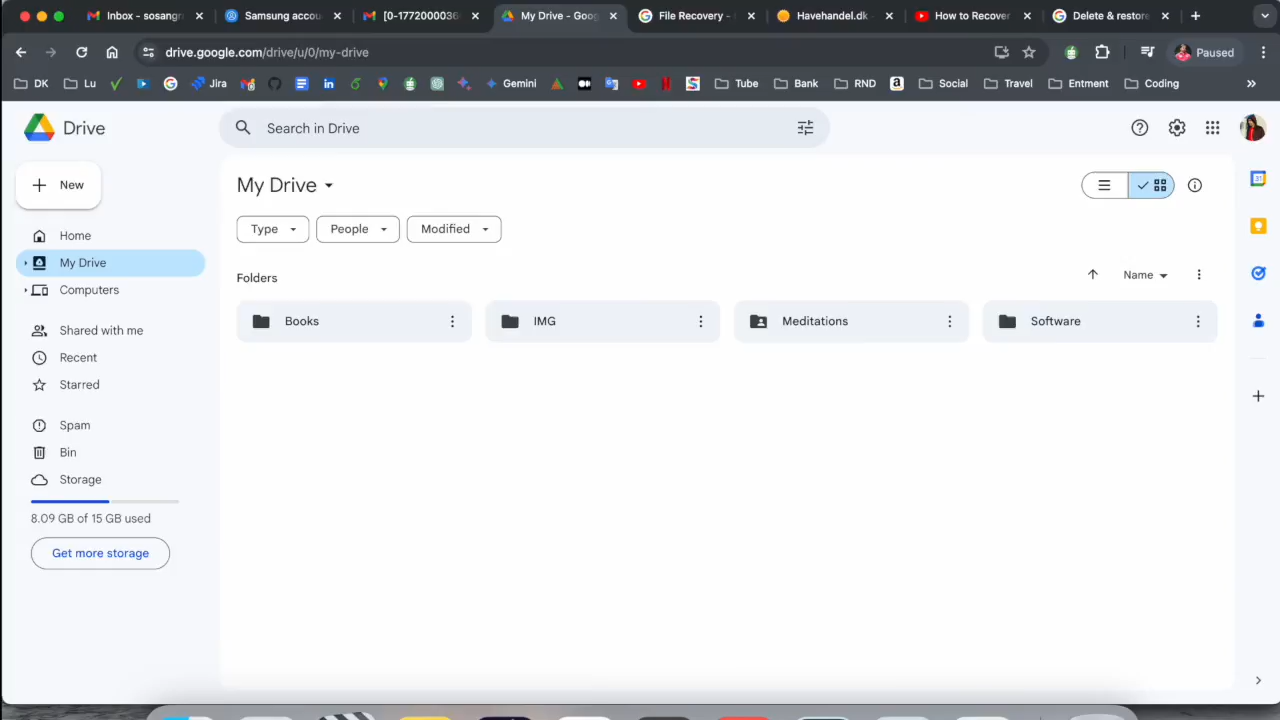 Inbox - sosangr
Samsung accou
[0-1772000036
My Drive - Goog
File Recovery -
Havehandel.dk -
How to Recover
Delete & restore
drive.google.com/drive/u/0/my-drive
Paused
DK
Lu
Jira
Gemini
Tube
Bank
RND
Social
Travel
Entment
Coding
Drive
Search in Drive
New
My Drive
Home
My Drive
Computers
Shared with me
Recent
Starred
Spam
Bin
Storage
8.09 GB of 15 GB used
Get more storage
Type
People
Modified
Folders
Name
Books
IMG
Meditations
Software